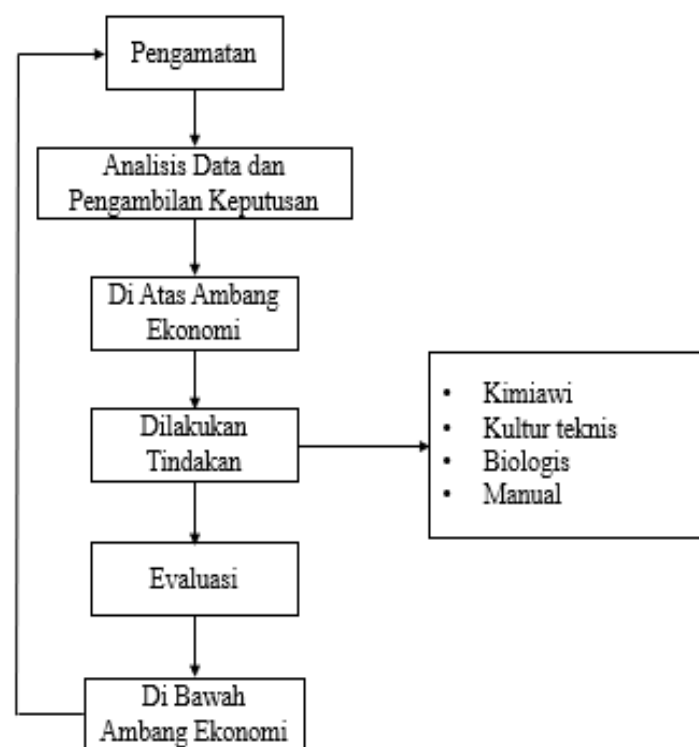 Pengamatan
Analisis Data dan
Pengambilan Keputusan
Di Atas Ambang
Ekonomi
Dilakukan
Tindakan
• Kimiawi
• Kultur teknis
• Biologis
• Manual
Evaluasi
Di Bawah
Ambang Ekonomi